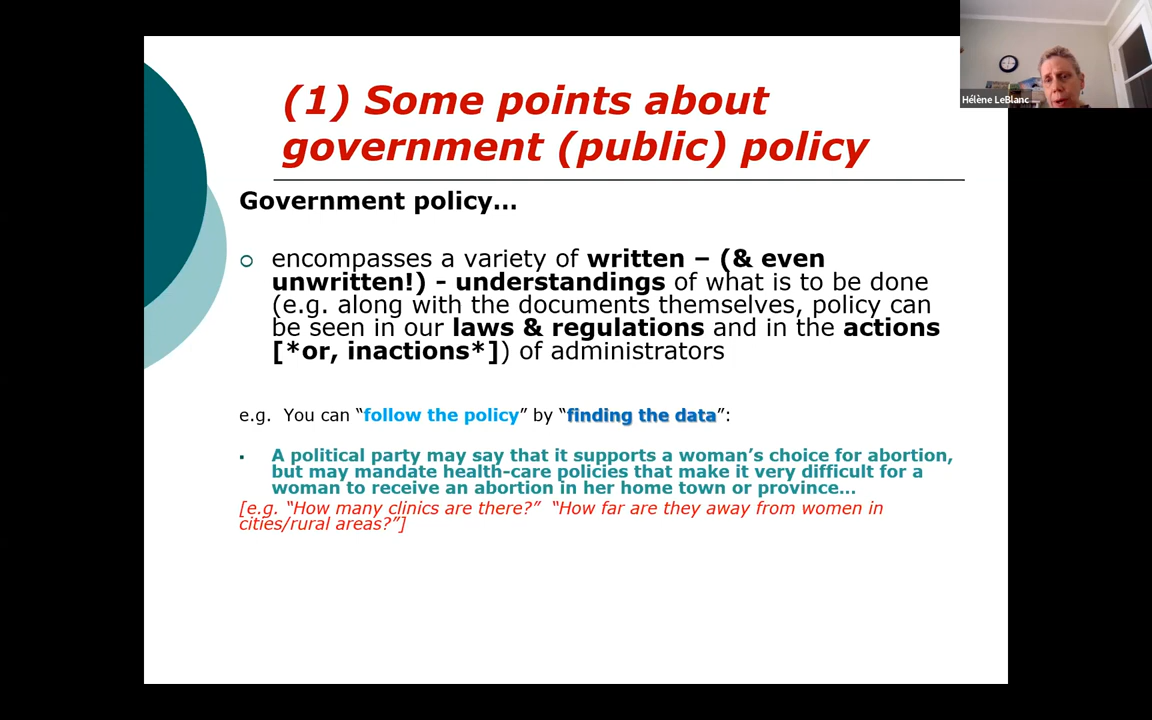 (1) Some points about
government (public) policy
Hélène LeBlanc
Government policy...
encompasses a variety of written – (& even
unwritten!) - understandings of what is to be done
(e.g. along with the documents themselves, policy can
be seen in our laws & regulations and in the actions
[*or, inactions*]) of administrators
e.g. You can “follow the policy” by “finding the data”:
A political party may say that it supports a woman’s choice for abortion,
but may mandate health-care policies that make it very difficult for a
woman to receive an abortion in her home town or province...
[e.g. “How many clinics are there?” “How far are they away from women in
cities/rural areas?”]